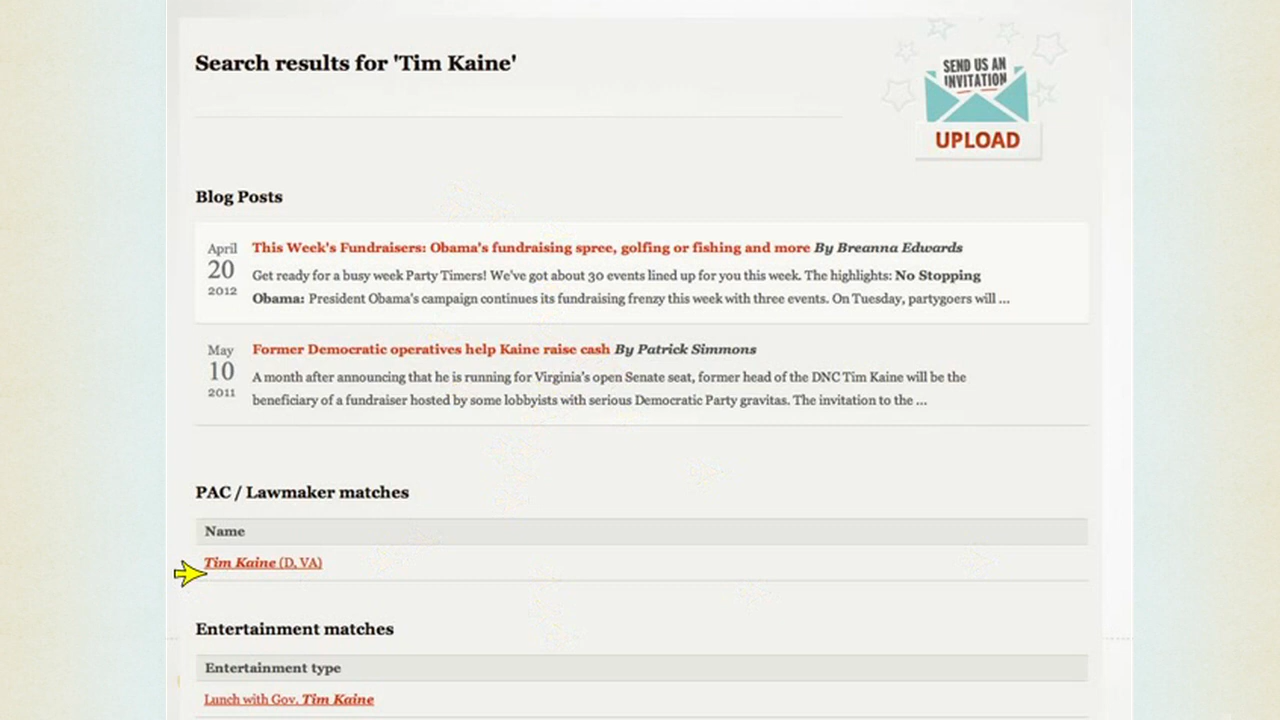 Search results for 'Tim Kaine'
SEND US AN
INVITATION
UPLOAD
Blog Posts
April
20
2012
This Week's Fundraisers: Obama's fundraising spree, golfing or fishing and more By Breanna Edwards
Get ready for a busy week Party Timers! We've got about 30 events lined up for you this week. The highlights: No Stopping
Obama: President Obama's campaign continues its fundraising frenzy this week with three events. On Tuesday, partygoers will ...
May
10
2011
Former Democratic operatives help Kaine raise cash By Patrick Simmons
A month after announcing that he is running for Virginia's open Senate seat, former head of the DNC Tim Kaine will be the
beneficiary of a fundraiser hosted by some lobbyists with serious Democratic Party gravitas. The invitation to the ...
PAC / Lawmaker matches
Name
Tim Kaine (D, VA)
Entertainment matches
Entertainment type
Lunch with Gov. Tim Kaine